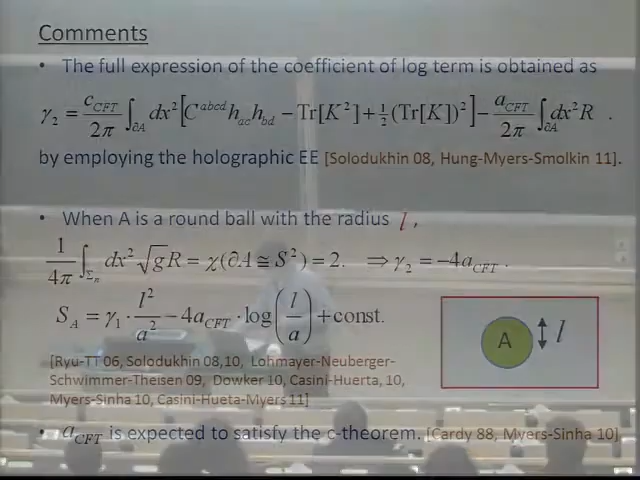 Comments
• The full expression of the coefficient of log term is obtained as
γ₂ = c_CFT/2π ∫_∂A dx² [C^abcd h_ac h_bd − Tr[K²] + ½(Tr[K])²] − a_CFT/2π ∫_∂A dx² R .
by employing the holographic EE [Solodukhin 08, Hung-Myers-Smolkin 11].
• When A is a round ball with the radius l,
1/4π ∫_Σn dx² √g R = χ(∂A ≅ S²) = 2. ⇒ γ₂ = −4a_CFT .
S_A = γ₁ · l²/a² − 4a_CFT · log(l/a) + const.
A l
[Ryu-TT 06, Solodukhin 08,10, Lohmayer-Neuberger-
Schwimmer-Theisen 09, Dowker 10, Casini-Huerta, 10,
Myers-Sinha 10, Casini-Hueta-Myers 11]
• a_CFT is expected to satisfy the c-theorem. [Cardy 88, Myers-Sinha 10]